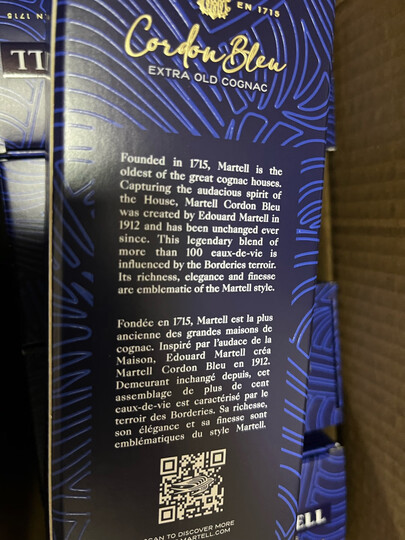 EN 1715
Cordon Bleu
EXTRA OLD COGNAC
Founded in 1715, Martell is the
oldest of the great cognac houses.
Capturing the audacious spirit of
the House, Martell Cordon Bleu
was created by Edouard Martell in
1912 and has been unchanged ever
since. This legendary blend of
more than 100 eaux-de-vie is
influenced by the Borderies terroir.
Its richness, elegance and finesse
are emblematic of the Martell style.
Fondée en 1715, Martell est la plus
ancienne des grandes maisons de
cognac. Inspiré par l'audace de la
Maison, Edouard Martell créa
Martell Cordon Bleu en 1912.
Demeurant inchangé depuis, cet
assemblage de plus de cent
eaux-de-vie est caractérisé par le
terroir des Borderies. Sa richesse,
son élégance et sa finesse sont
emblématiques du style Martell.
SCAN TO DISCOVER MORE
MARTELL.COM
EN 1715
LL
ELL